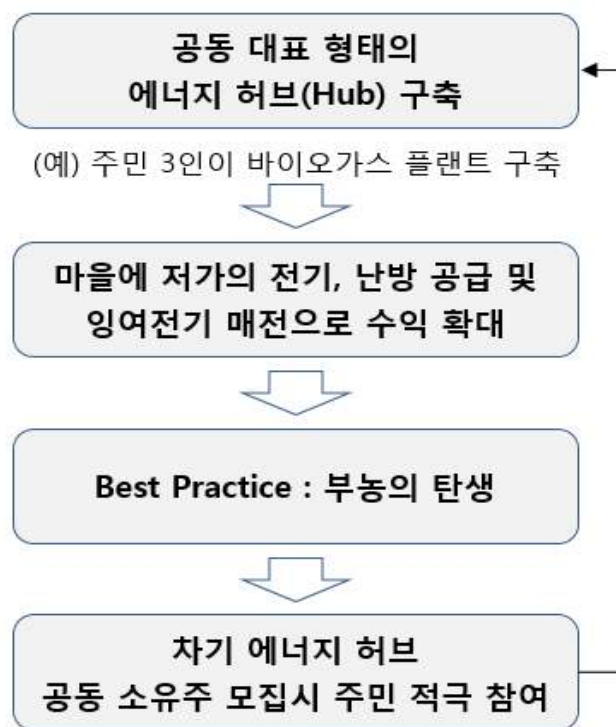 공동 대표 형태의
에너지 허브(Hub) 구축
(예) 주민 3인이 바이오가스 플랜트 구축
마을에 저가의 전기, 난방 공급 및
잉여전기 매전으로 수익 확대
Best Practice : 부농의 탄생
차기 에너지 허브
공동 소유주 모집시 주민 적극 참여